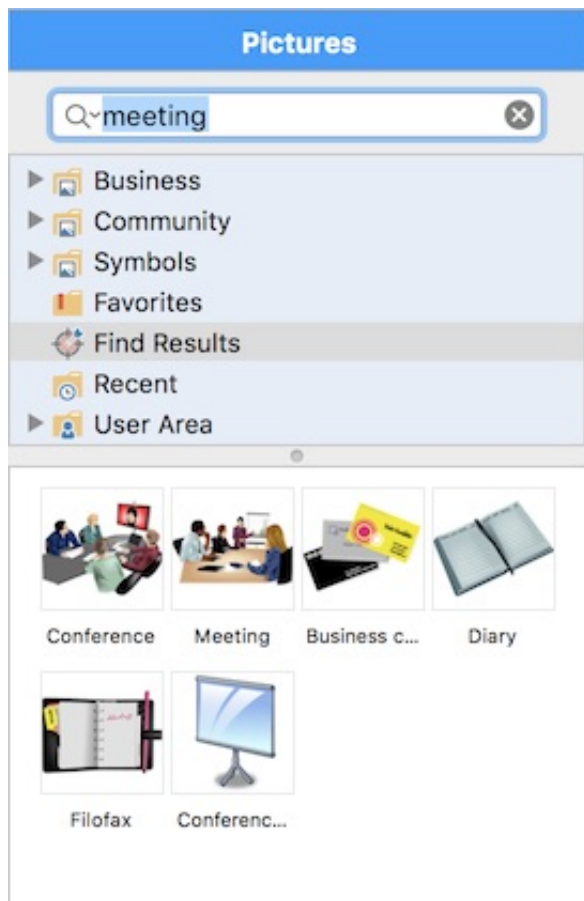 Pictures
meeting
Business
Community
Symbols
Favorites
Find Results
Recent
User Area
Conference Meeting Business c... Diary
Filofax Conferenc...